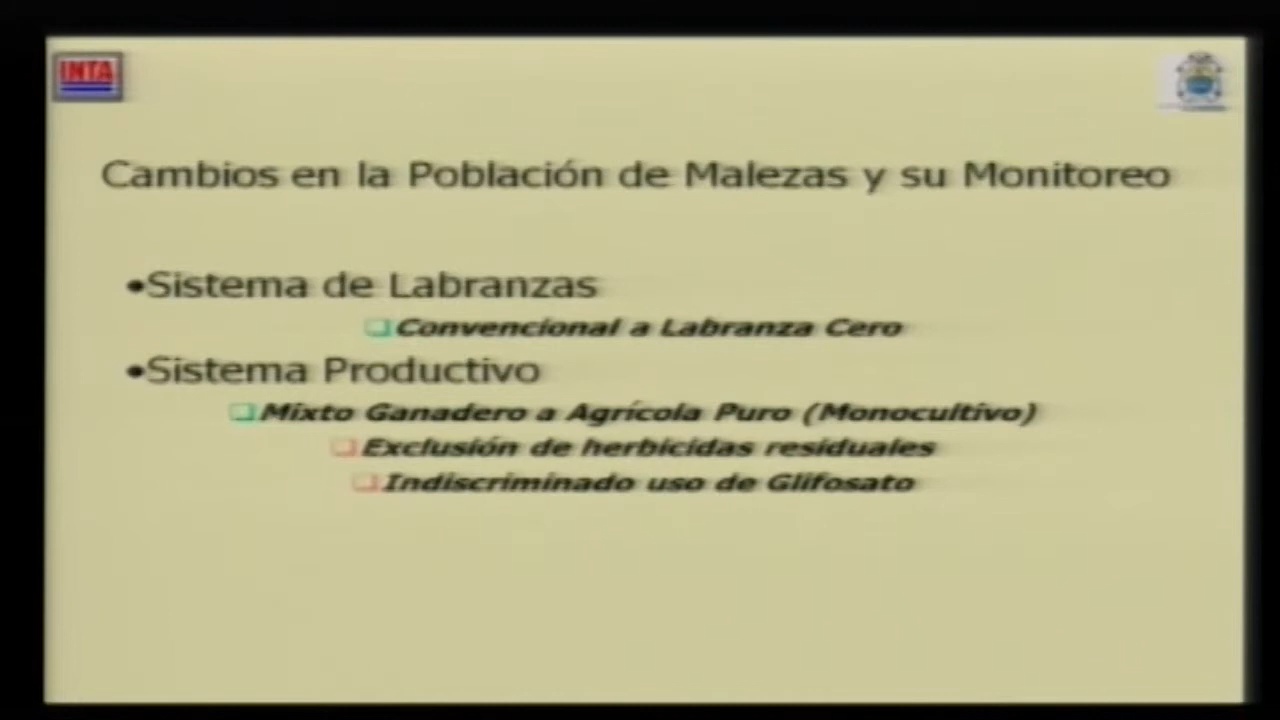 INTA
Cambios en la Población de Malezas y su Monitoreo
•Sistema de Labranzas
❑Convencional a Labranza Cero
•Sistema Productivo
❑Mixto Ganadero a Agrícola Puro (Monocultivo)
❑Exclusión de herbicidas residuales
❑Indiscriminado uso de Glifosato